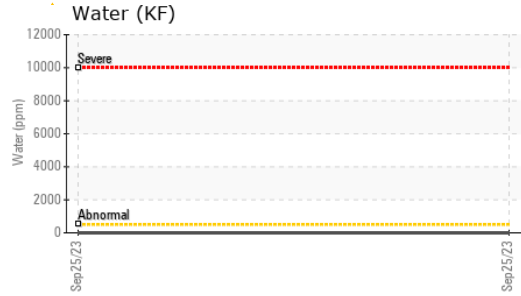 Water (KF)
12000
Severe
10000
8000
Water (ppm)
6000
4000
2000
Abnormal
0
Sep25/23
Sep25/23